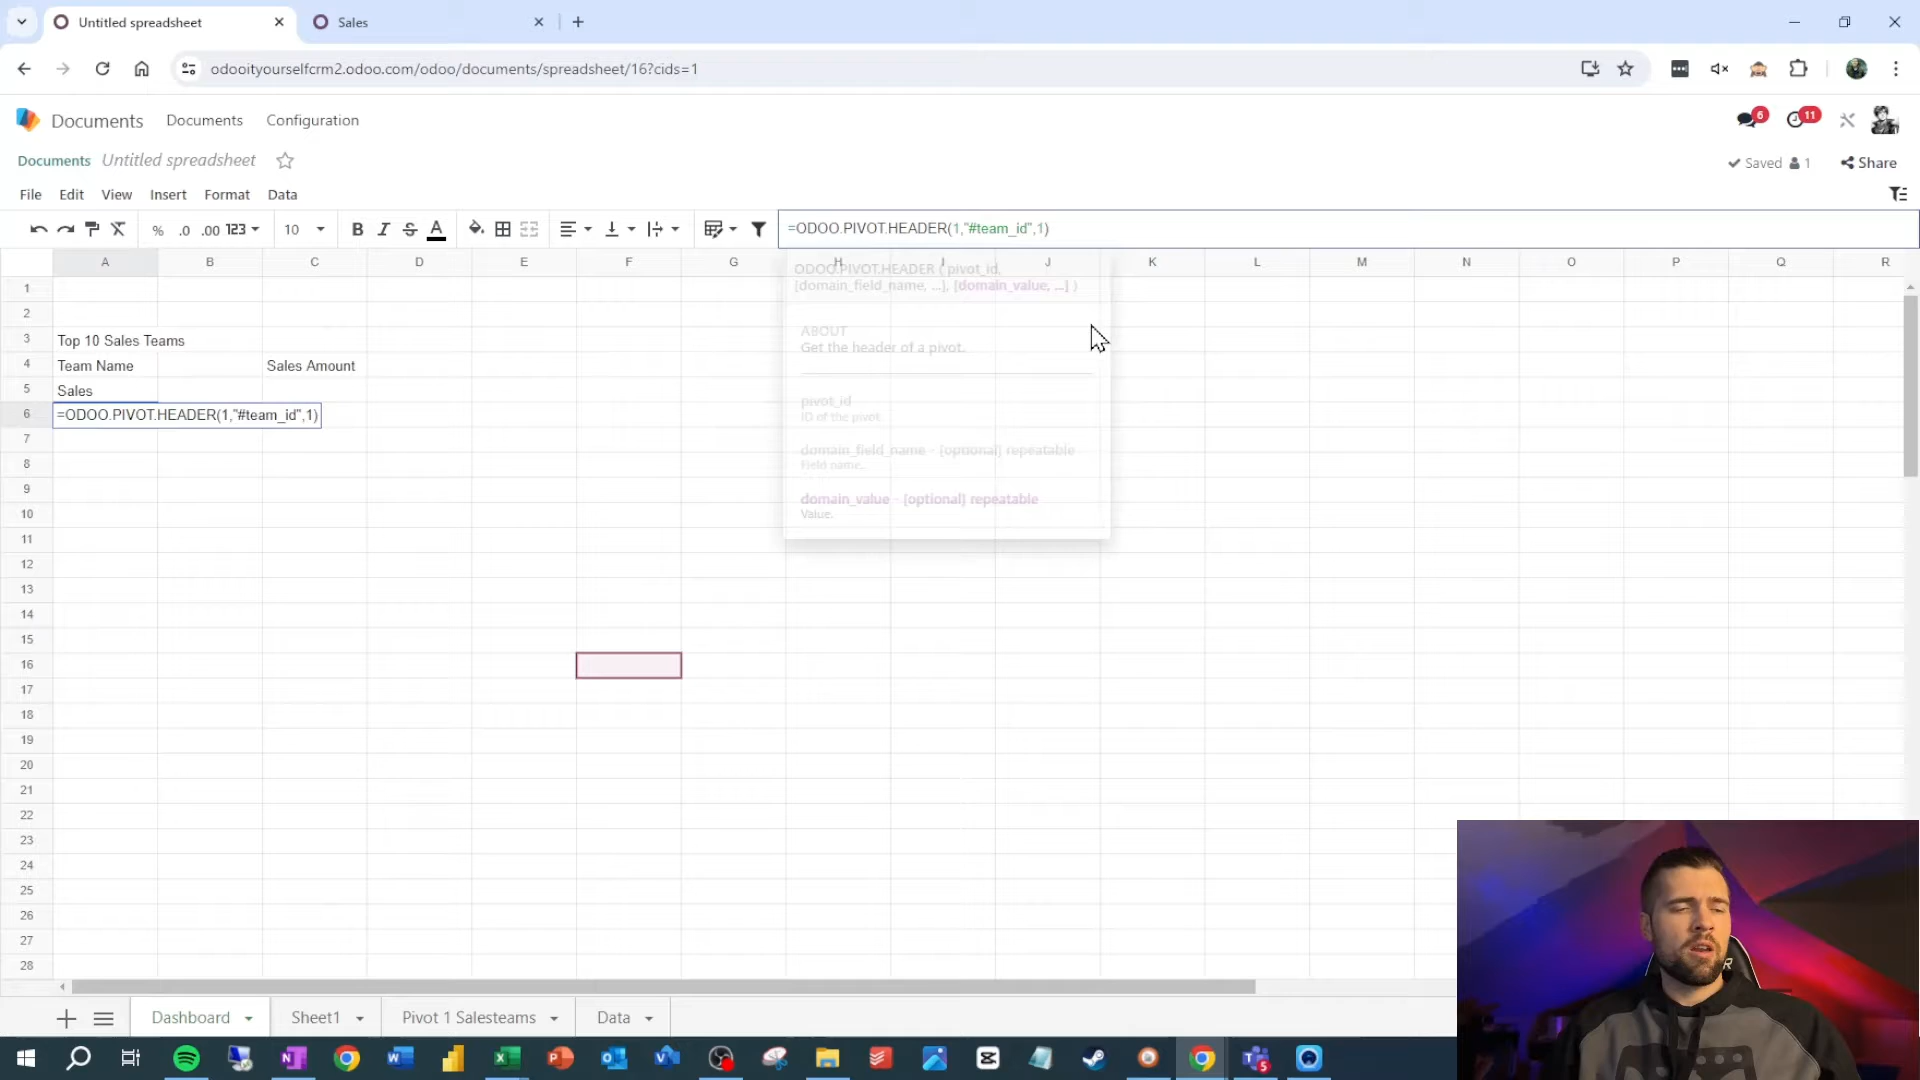 Untitled spreadsheet
Sales
odooityourselfcrm2.odoo.com/odoo/documents/spreadsheet/16?cids=1
Documents
Documents
Configuration
6
11
Documents
Untitled spreadsheet
Saved
1
Share
File
Edit
View
Insert
Format
Data
%
.0
.00
123
10
B
I
S
A
=ODOO.PIVOT.HEADER(1,"#team_id",1)
A B C D E F G H I J K L M N O P Q R
ODOO.PIVOT.HEADER ( pivot_id,
[domain_field_name, ...], [domain_value, ...] )
ABOUT
Get the header of a pivot.
pivot_id
ID of the pivot.
domain_field_name - [optional] repeatable
Field name.
domain_value - [optional] repeatable
Value.
1
2
3 Top 10 Sales Teams
4 Team Name Sales Amount
5 Sales
6 =ODOO.PIVOT.HEADER(1,"#team_id",1)
7
8
9
10
11
12
13
14
15
16
17
18
19
20
21
22
23
24
25
26
27
28
Dashboard
Sheet1
Pivot 1 Salesteams
Data